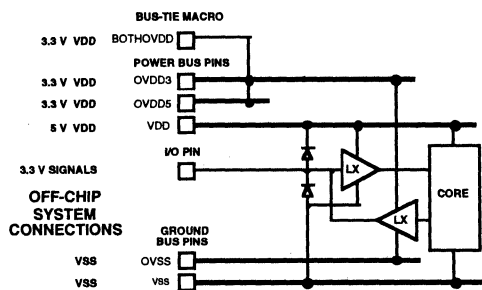 BUS-TIE MACRO
3.3 V VDD BOTHOVDD
POWER BUS PINS
3.3 V VDD OVDD3
3.3 V VDD OVDD5
5 V VDD VDD
I/O PIN
3.3 V SIGNALS
LX
CORE
LX
OFF-CHIP
SYSTEM
CONNECTIONS
GROUND
BUS PINS
VSS OVSS
VSS VSS